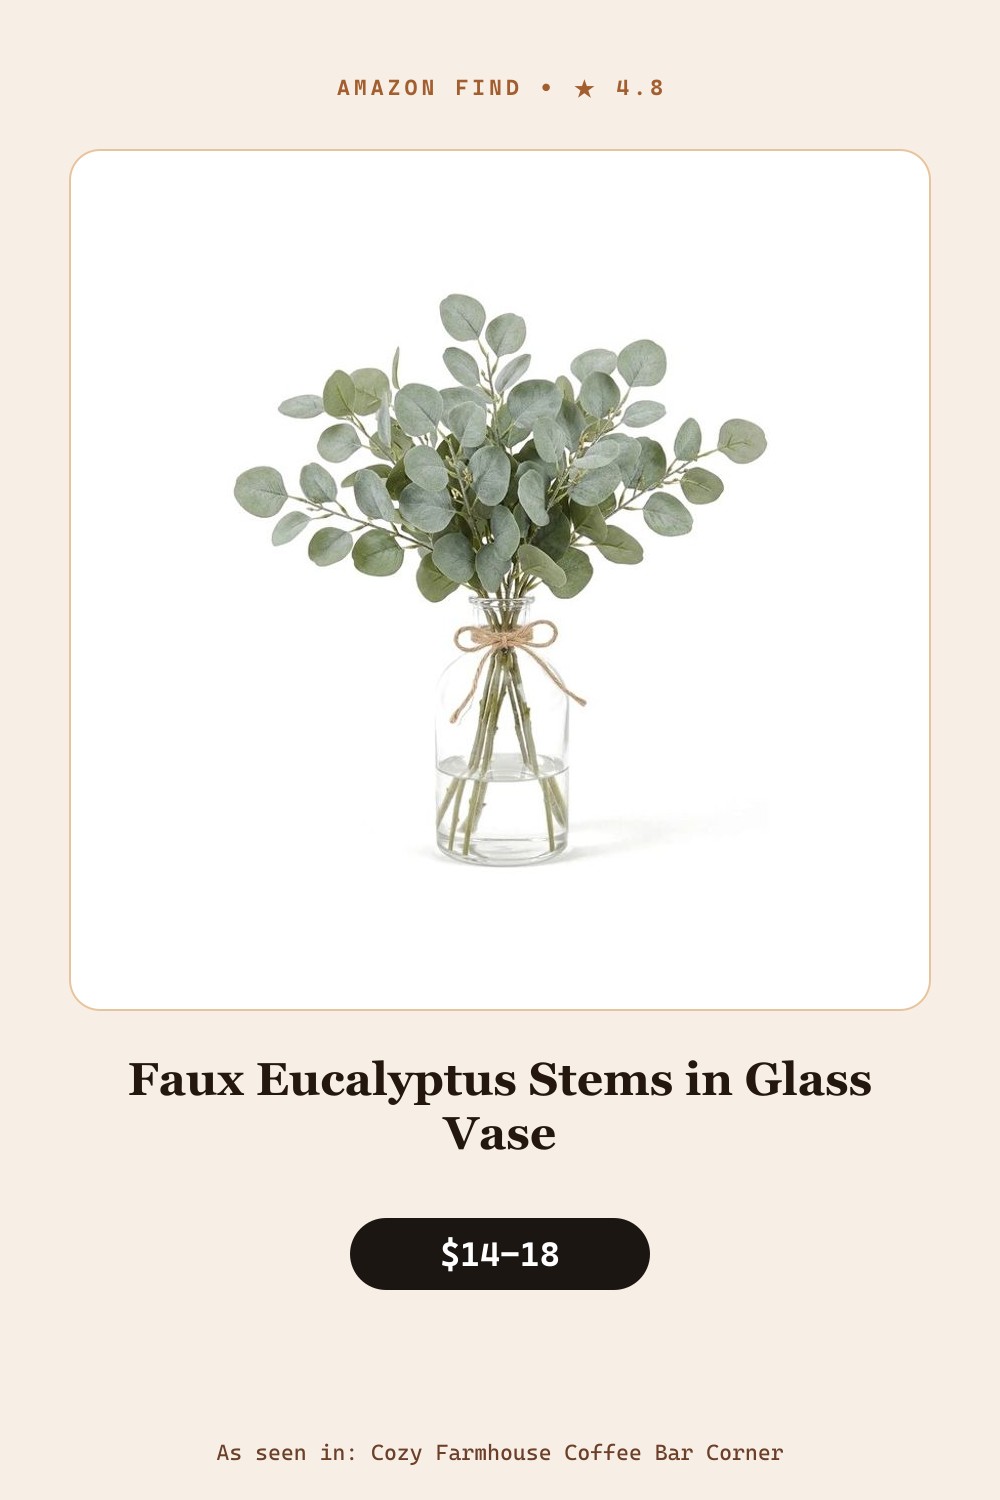 AMAZON FIND • ★ 4.8
Faux Eucalyptus Stems in Glass
Vase
$14–18
As seen in: Cozy Farmhouse Coffee Bar Corner